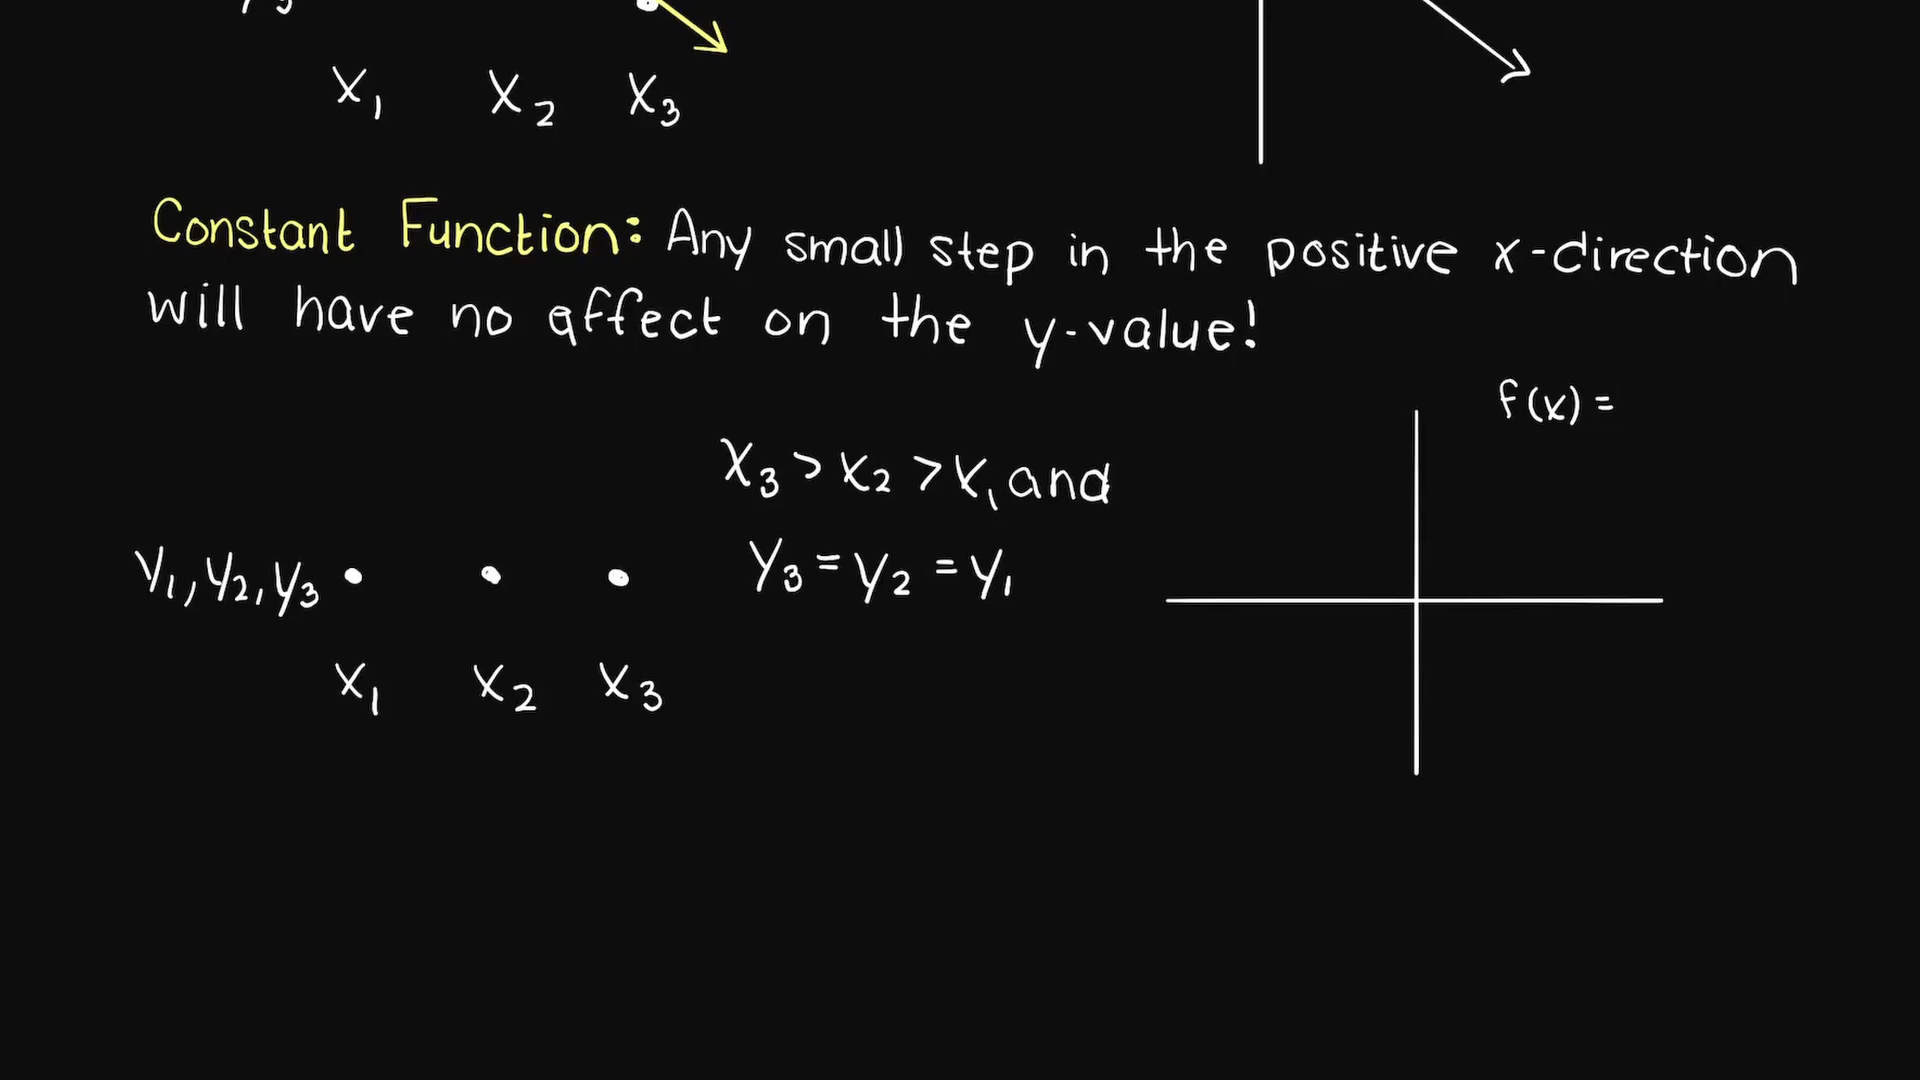 x₁ x₂ x₃
Constant Function: Any small step in the positive x-direction
will have no affect on the y-value!
f(x) =
x₃ > x₂ > x₁ and
y₁, y₂, y₃
y₃ = y₂ = y₁
x₁ x₂ x₃